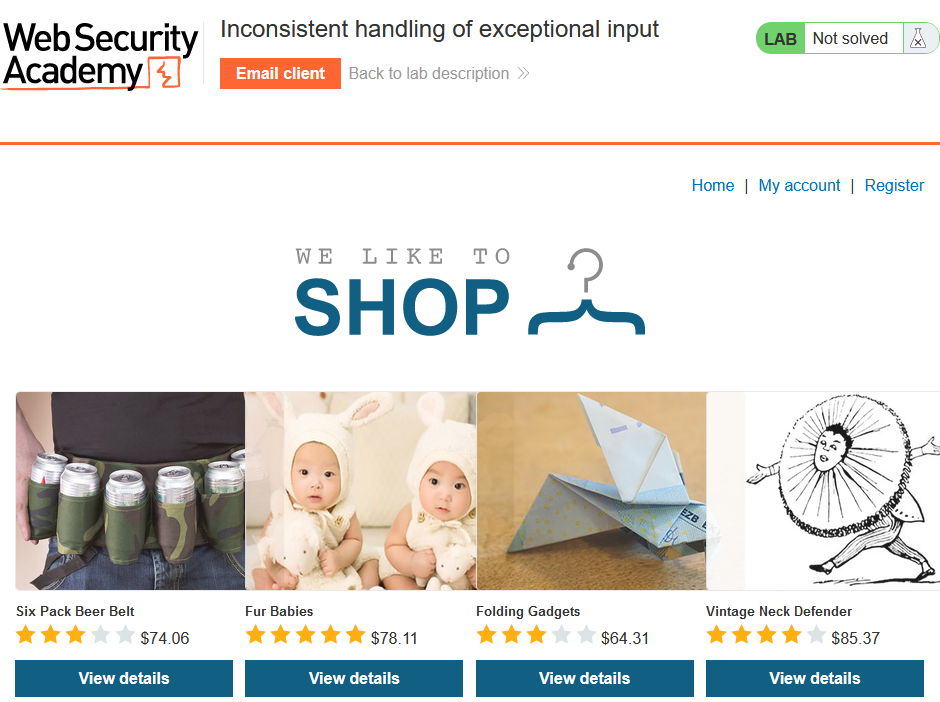 Web Security
Academy
Inconsistent handling of exceptional input
Email client
Back to lab description
LAB
Not solved
Home | My account | Register
WE LIKE TO
SHOP
EZB
Six Pack Beer Belt
$74.06
Fur Babies
$78.11
Folding Gadgets
$64.31
Vintage Neck Defender
$85.37
View details
View details
View details
View details